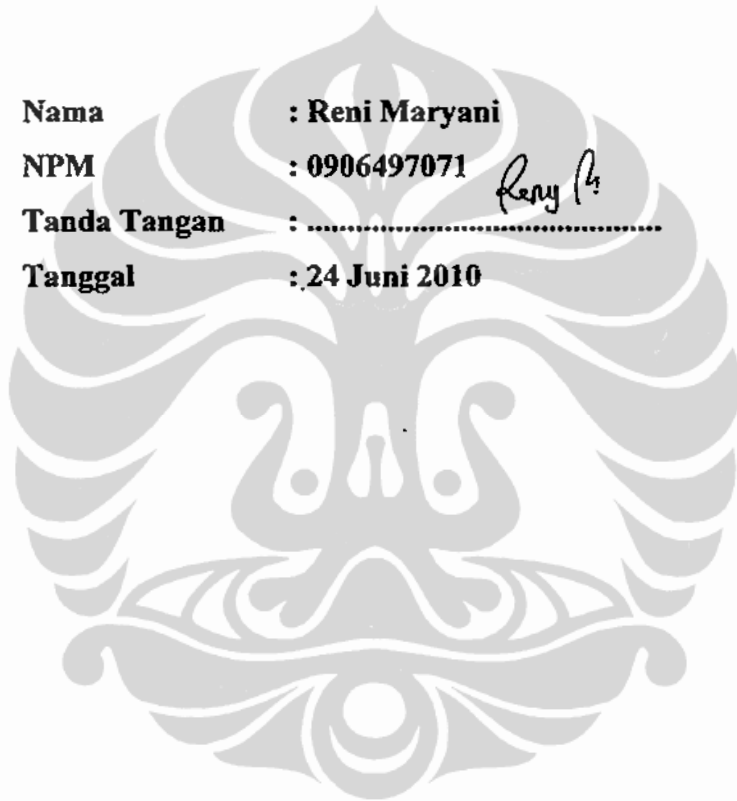 Nama : Reni Maryani
NPM : 0906497071
Tanda Tangan : ............................................
Tanggal : 24 Juni 2010